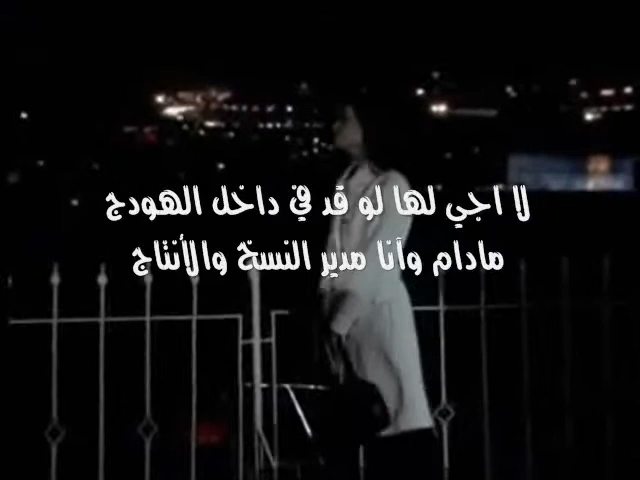 لا اجي لها لو قد في داخل الهودج
مادام وأنا مدير النسخ والأنتاج